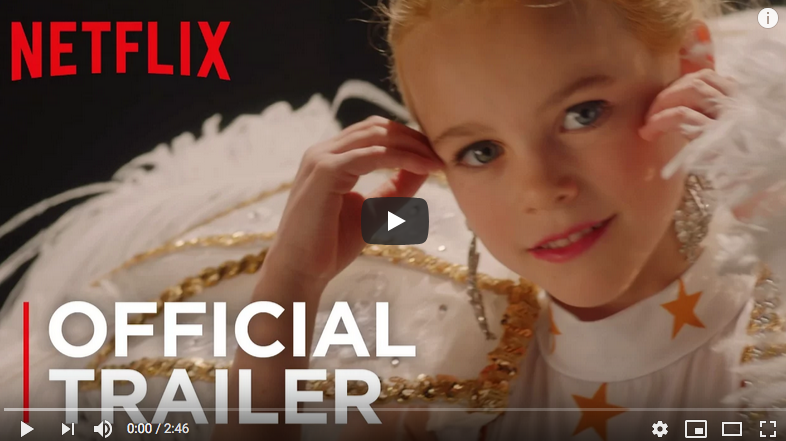 NETFLIX
OFFICIAL
TRAILER
0:00 / 2:46